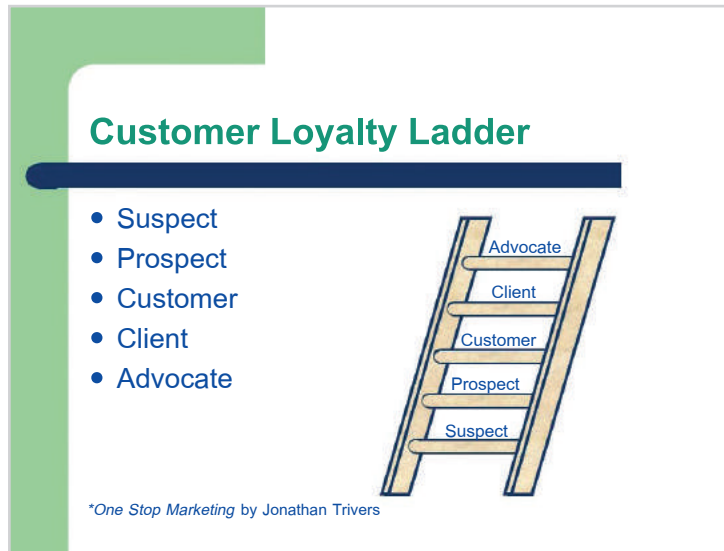 Customer Loyalty Ladder
Suspect
Prospect
Customer
Client
Advocate
Advocate
Client
Customer
Prospect
Suspect
*One Stop Marketing by Jonathan Trivers